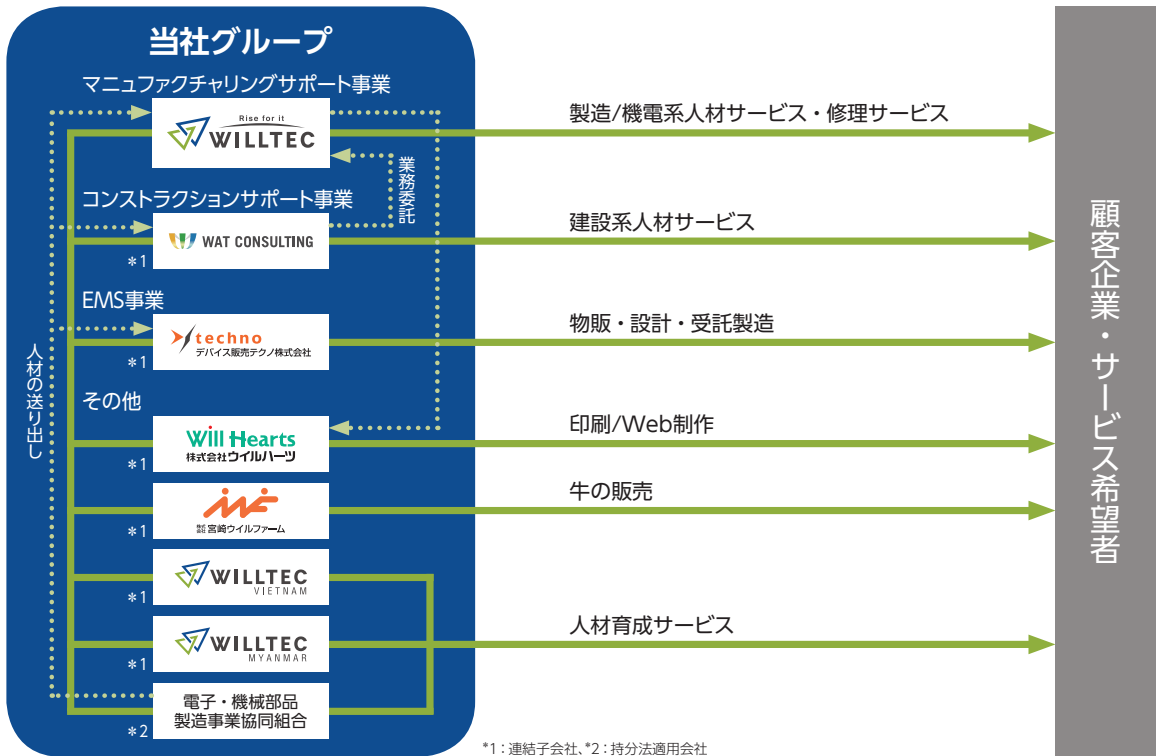 当社グループ
マニュファクチャリングサポート事業
Rise for it
WILLTEC
製造/機電系人材サービス・修理サービス
業務委託
コンストラクションサポート事業
WAT CONSULTING
*1
建設系人材サービス
EMS事業
techno
デバイス販売テクノ株式会社
*1
物販・設計・受託製造
人材の送り出し
その他
Will Hearts
株式会社ウイルハーツ
*1
印刷/Web制作
株式会社 宮崎ウイルファーム
*1
牛の販売
WILLTEC
VIETNAM
*1
WILLTEC
MYANMAR
*1
人材育成サービス
電子・機械部品
製造事業協同組合
*2
顧客企業・サービス希望者
*1：連結子会社、*2：持分法適用会社